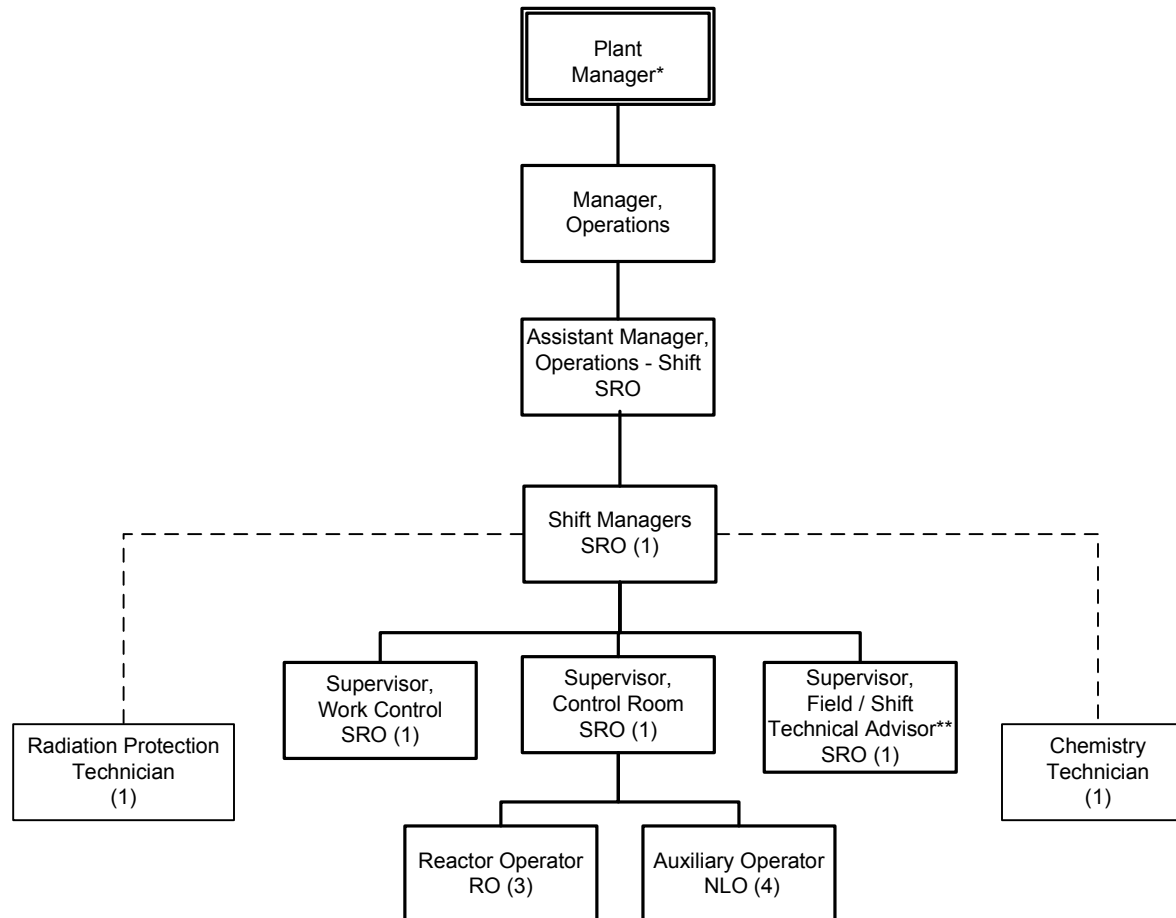 Plant
Manager*
Manager,
Operations
Assistant Manager,
Operations - Shift
SRO
Shift Managers
SRO (1)
Radiation Protection
Technician
(1)
Supervisor,
Work Control
SRO (1)
Supervisor,
Control Room
SRO (1)
Supervisor,
Field / Shift
Technical Advisor**
SRO (1)
Chemistry
Technician
(1)
Reactor Operator
RO (3)
Auxiliary Operator
NLO (4)